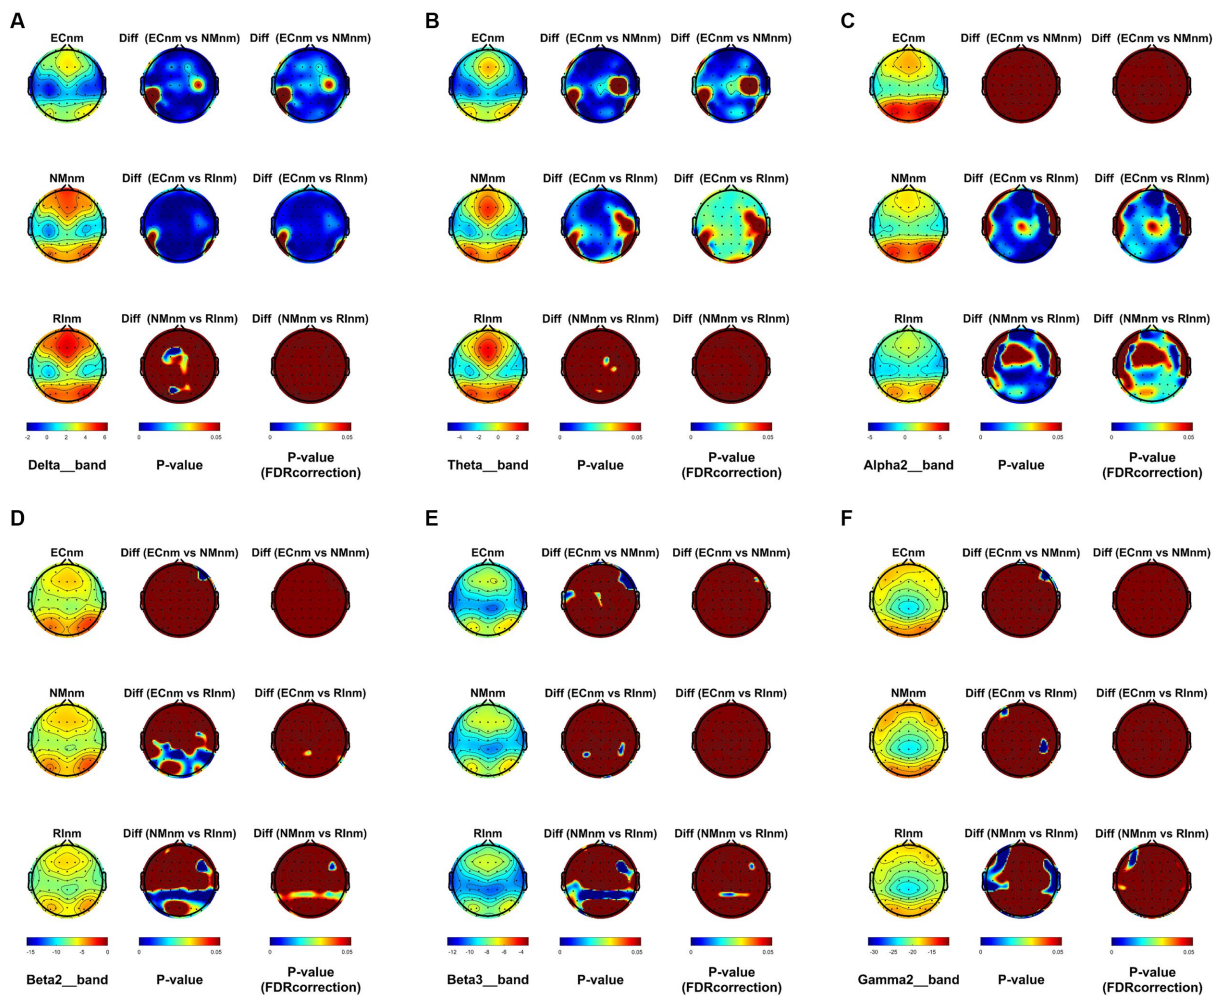 A
B
C
ECnm
Diff (ECnm vs NMnm)
Diff (ECnm vs NMnm)
ECnm
Diff (ECnm vs NMnm)
Diff (ECnm vs NMnm)
ECnm
Diff (ECnm vs NMnm)
Diff (ECnm vs NMnm)
NMnm
Diff (ECnm vs RInm)
Diff (ECnm vs RInm)
NMnm
Diff (ECnm vs RInm)
Diff (ECnm vs RInm)
NMnm
Diff (ECnm vs RInm)
Diff (ECnm vs RInm)
RInm
Diff (NMnm vs RInm)
Diff (NMnm vs RInm)
RInm
Diff (NMnm vs RInm)
Diff (NMnm vs RInm)
RInm
Diff (NMnm vs RInm)
Diff (NMnm vs RInm)
-2 0 2 4 6
0 0.05
0 0.05
-4 -2 0 2
0 0.05
0 0.05
-5 0 5
0 0.05
0 0.05
Delta__band
P-value
P-value
(FDRcorrection)
Theta__band
P-value
P-value
(FDRcorrection)
Alpha2__band
P-value
P-value
(FDRcorrection)
D
E
F
ECnm
Diff (ECnm vs NMnm)
Diff (ECnm vs NMnm)
ECnm
Diff (ECnm vs NMnm)
Diff (ECnm vs NMnm)
ECnm
Diff (ECnm vs NMnm)
Diff (ECnm vs NMnm)
NMnm
Diff (ECnm vs RInm)
Diff (ECnm vs RInm)
NMnm
Diff (ECnm vs RInm)
Diff (ECnm vs RInm)
NMnm
Diff (ECnm vs RInm)
Diff (ECnm vs RInm)
RInm
Diff (NMnm vs RInm)
Diff (NMnm vs RInm)
RInm
Diff (NMnm vs RInm)
Diff (NMnm vs RInm)
RInm
Diff (NMnm vs RInm)
Diff (NMnm vs RInm)
-15 -10 -5 0
0 0.05
0 0.05
-12 -10 -8 -6 -4
0 0.05
0 0.05
-30 -25 -20 -15
0 0.05
0 0.05
Beta2__band
P-value
P-value
(FDRcorrection)
Beta3__band
P-value
P-value
(FDRcorrection)
Gamma2__band
P-value
P-value
(FDRcorrection)